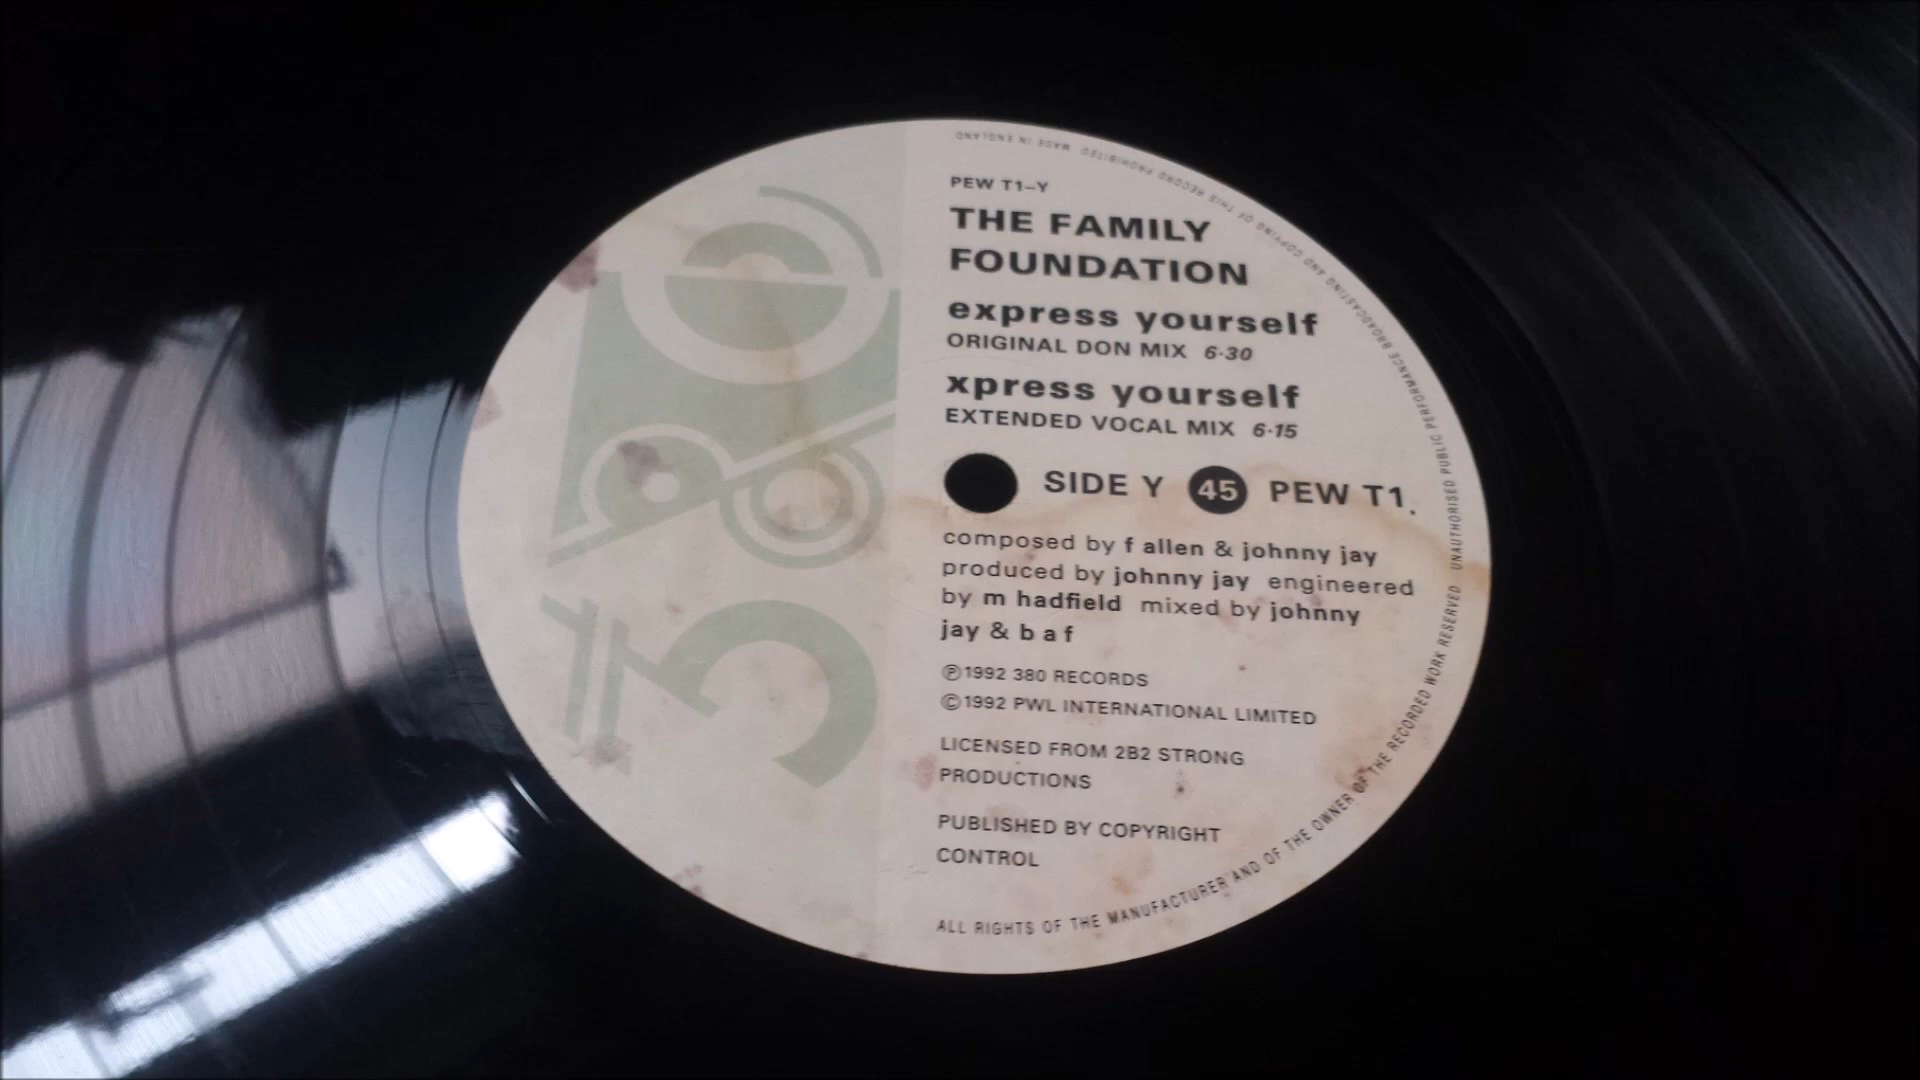 PEW T1-Y
THE FAMILY
FOUNDATION
express yourself
ORIGINAL DON MIX 6·30
xpress yourself
EXTENDED VOCAL MIX 6·15
SIDE Y 45 PEW T1.
composed by f allen & johnny jay
produced by johnny jay engineered
by m hadfield mixed by johnny
jay & b a f
℗1992 380 RECORDS
©1992 PWL INTERNATIONAL LIMITED
LICENSED FROM 2B2 STRONG
PRODUCTIONS
PUBLISHED BY COPYRIGHT
CONTROL
ALL RIGHTS OF THE MANUFACTURER AND OF THE OWNER OF THE RECORDED WORK RESERVED UNAUTHORISED PUBLIC PERFORMANCE BROADCASTING AND COPYING OF THIS RECORD PROHIBITED MADE IN ENGLAND
380